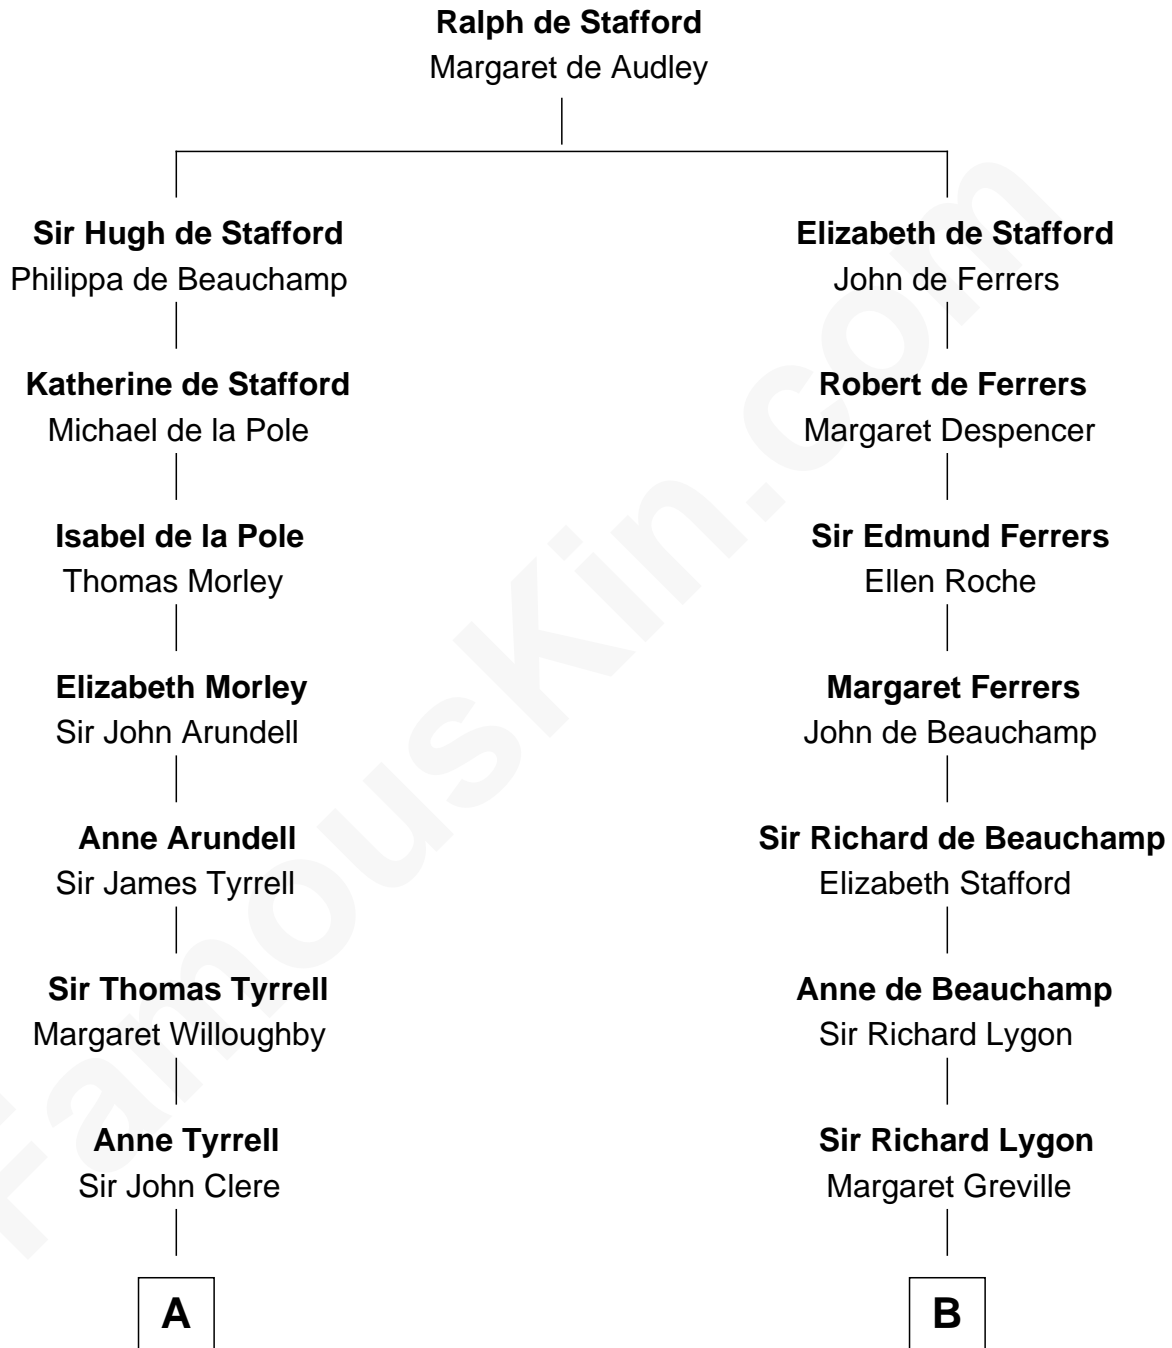 Ralph de Stafford
Margaret de Audley
Sir Hugh de Stafford
Philippa de Beauchamp
Elizabeth de Stafford
John de Ferrers
Katherine de Stafford
Michael de la Pole
Robert de Ferrers
Margaret Despencer
Isabel de la Pole
Thomas Morley
Sir Edmund Ferrers
Ellen Roche
Elizabeth Morley
Sir John Arundell
Margaret Ferrers
John de Beauchamp
Anne Arundell
Sir James Tyrrell
Sir Richard de Beauchamp
Elizabeth Stafford
Sir Thomas Tyrrell
Margaret Willoughby
Anne de Beauchamp
Sir Richard Lygon
Anne Tyrrell
Sir John Clere
Sir Richard Lygon
Margaret Greville
A
B
FamousKin.com